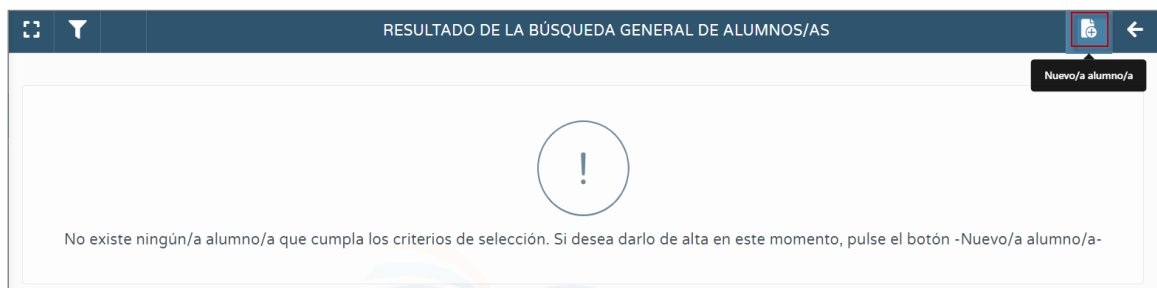 RESULTADO DE LA BÚSQUEDA GENERAL DE ALUMNOS/AS
Nuevo/a alumno/a
!
No existe ningún/a alumno/a que cumpla los criterios de selección. Si desea darlo de alta en este momento, pulse el botón -Nuevo/a alumno/a-